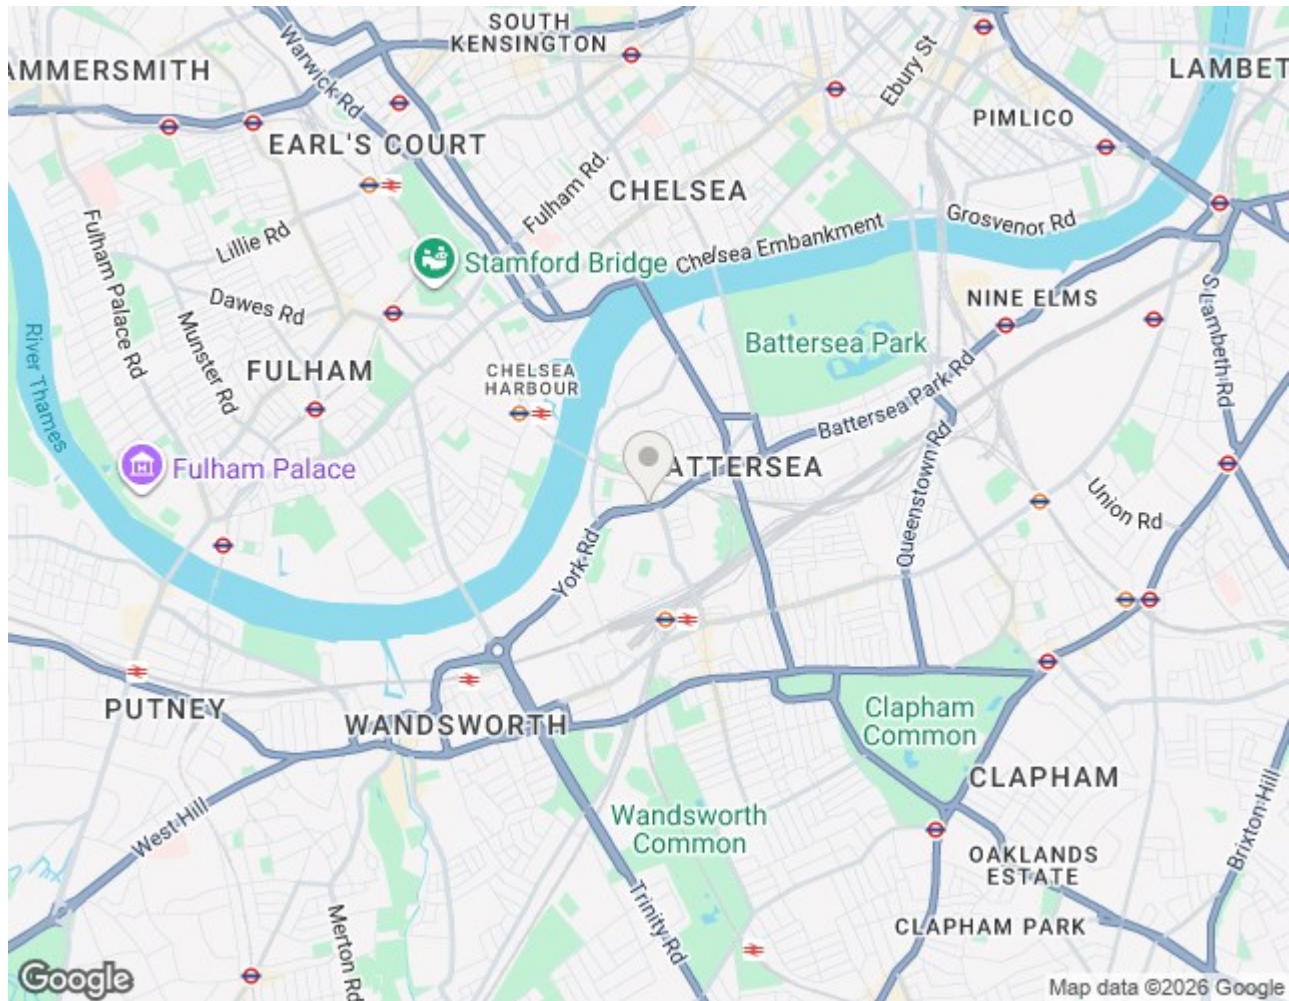 SOUTH
KENSINGTON
AMMERSMITH
Warwick Rd
Ebury St
LAMBET
PIMLICO
EARL'S COURT
Fulham Rd.
CHELSEA
Grosvenor Rd
Fulham Palace Rd
Lillie Rd
Chelsea Embankment
Stamford Bridge
Dawes Rd
NINE ELMS
S Lambeth Rd
Munster Rd
River Thames
Battersea Park
FULHAM
CHELSEA
HARBOUR
Battersea Park Rd
Fulham Palace
ATTERSEA
Queenstown Rd
Union Rd
York Rd
PUTNEY
WANDSWORTH
Clapham
Common
CLAPHAM
West Hill
Wandsworth
Common
Brixton Hill
OAKLANDS
ESTATE
Trinity Rd
Merton Rd
CLAPHAM PARK
Google
Map data ©2026 Google